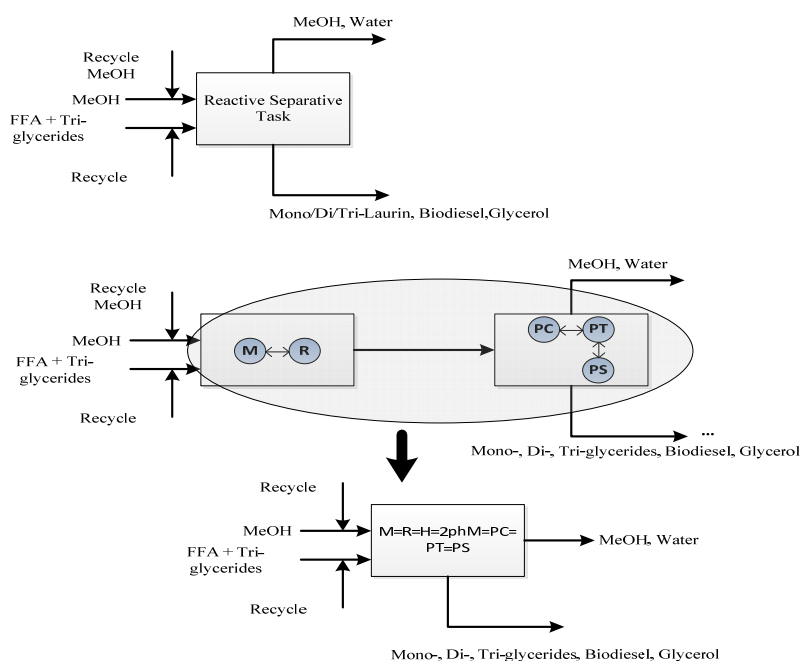 MeOH, Water
Recycle
MeOH
MeOH
FFA + Tri-
glycerides
Reactive Separative
Task
Recycle
Mono/Di/Tri-Laurin, Biodiesel,Glycerol
MeOH, Water
Recycle
MeOH
MeOH
FFA + Tri-
glycerides
M
R
PC
PT
PS
Recycle
...
Mono-, Di-, Tri-glycerides, Biodiesel, Glycerol
Recycle
MeOH
FFA + Tri-
glycerides
M=R=H=2phM=PC=
PT=PS
MeOH, Water
Recycle
Mono-, Di-, Tri-glycerides, Biodiesel, Glycerol